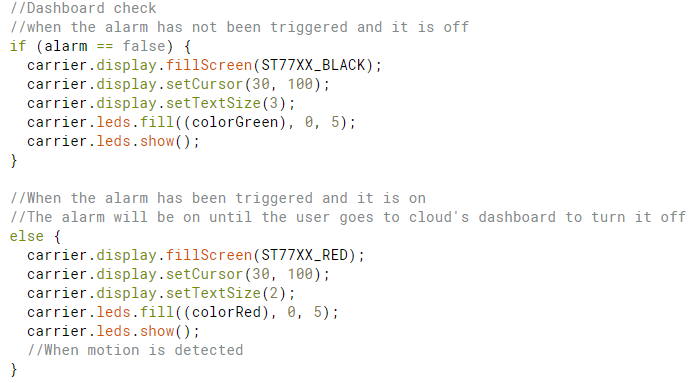 //Dashboard check
//when the alarm has not been triggered and it is off
if (alarm == false) {
  carrier.display.fillScreen(ST77XX_BLACK);
  carrier.display.setCursor(30, 100);
  carrier.display.setTextSize(3);
  carrier.leds.fill((colorGreen), 0, 5);
  carrier.leds.show();
}
//When the alarm has been triggered and it is on
//The alarm will be on until the user goes to cloud's dashboard to turn it off
else {
  carrier.display.fillScreen(ST77XX_RED);
  carrier.display.setCursor(30, 100);
  carrier.display.setTextSize(2);
  carrier.leds.fill((colorRed), 0, 5);
  carrier.leds.show();
  //When motion is detected
}